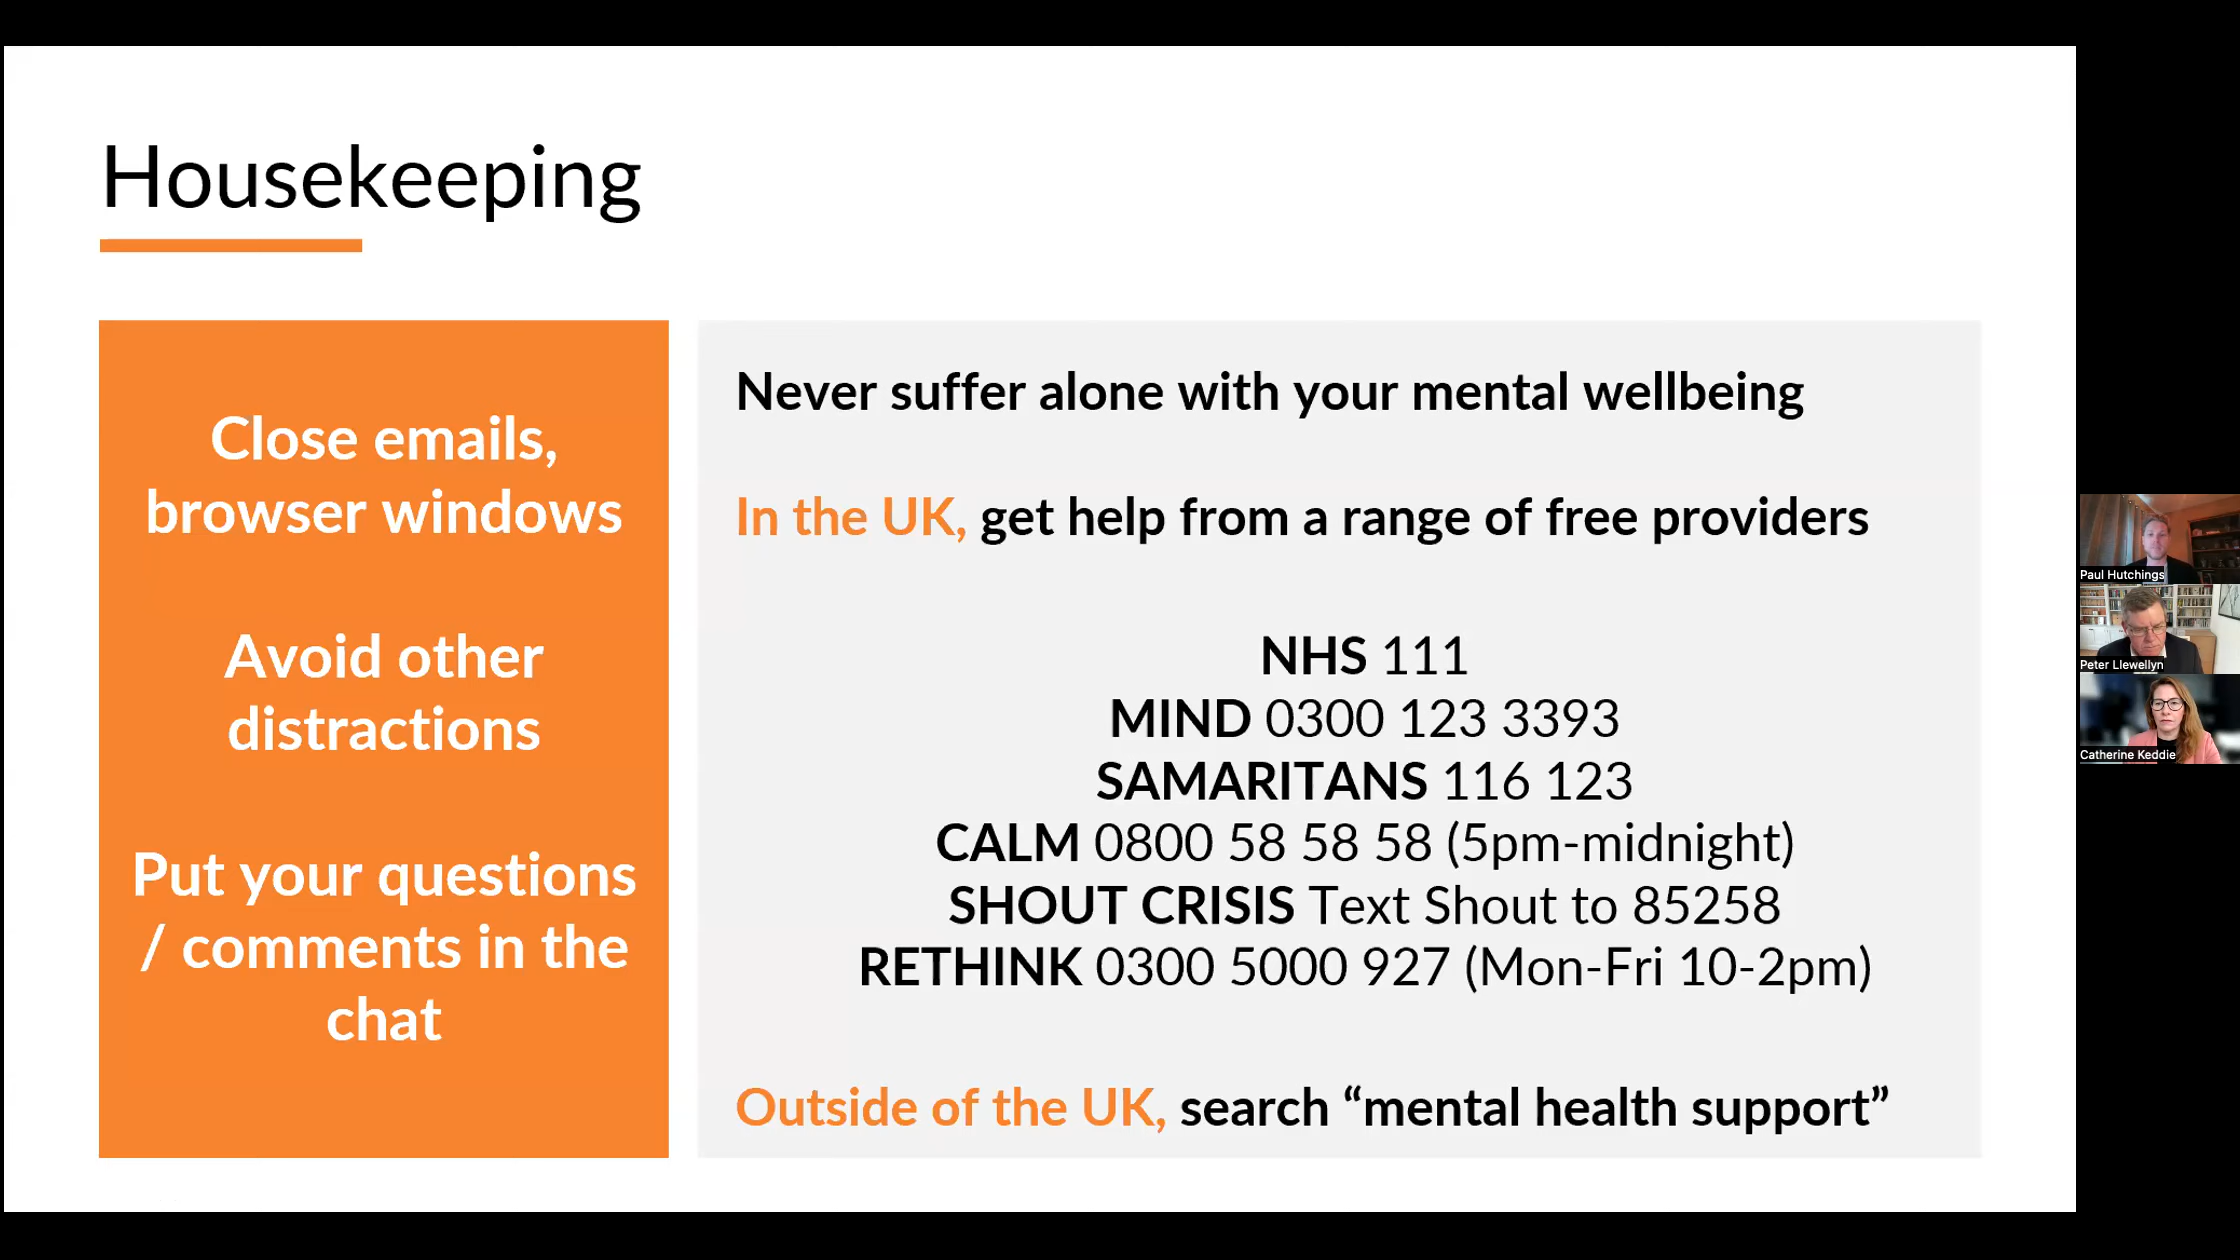 Housekeeping
Close emails,
browser windows
Avoid other
distractions
Put your questions
/ comments in the
chat
Never suffer alone with your mental wellbeing
In the UK, get help from a range of free providers
NHS 111
MIND 0300 123 3393
SAMARITANS 116 123
CALM 0800 58 58 58 (5pm-midnight)
SHOUT CRISIS Text Shout to 85258
RETHINK 0300 5000 927 (Mon-Fri 10-2pm)
Outside of the UK, search “mental health support”
Paul Hutchings
Peter Llewellyn
Catherine Keddie